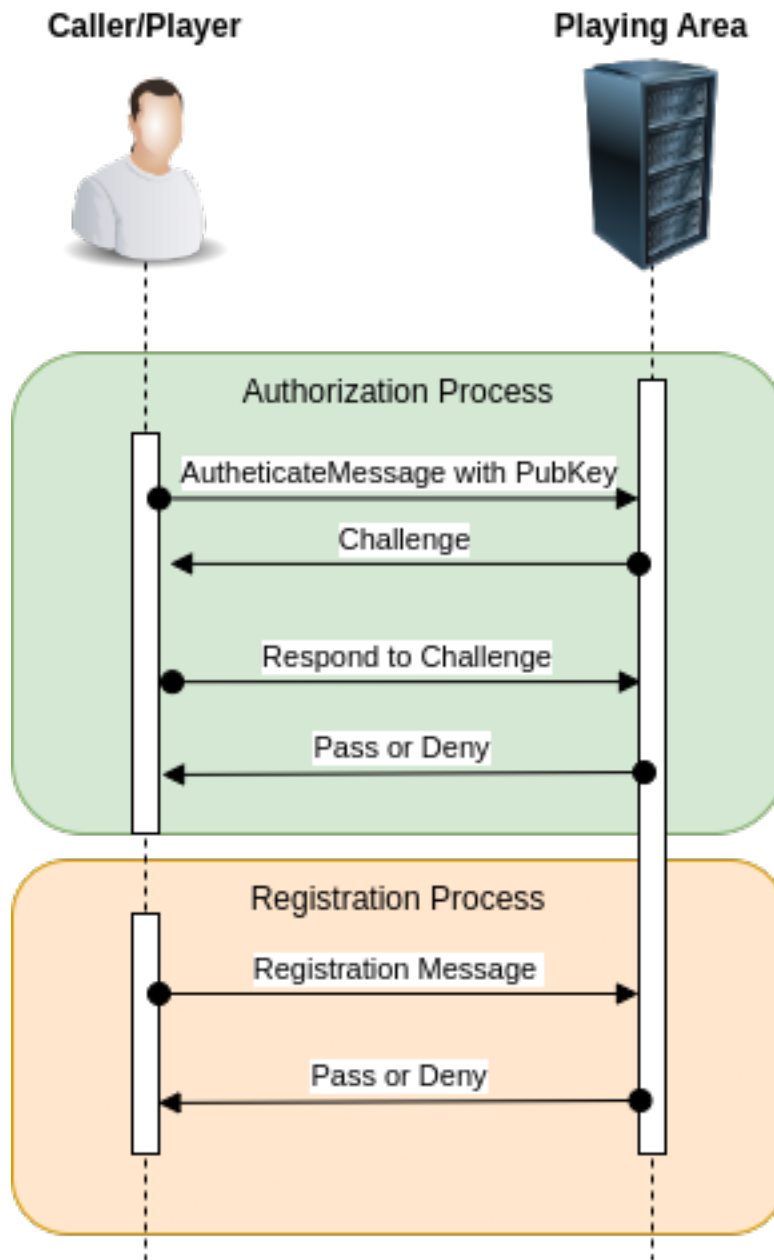 Caller/Player
Playing Area
Authorization Process
AutheticateMessage with PubKey
Challenge
Respond to Challenge
Pass or Deny
Registration Process
Registration Message
Pass or Deny